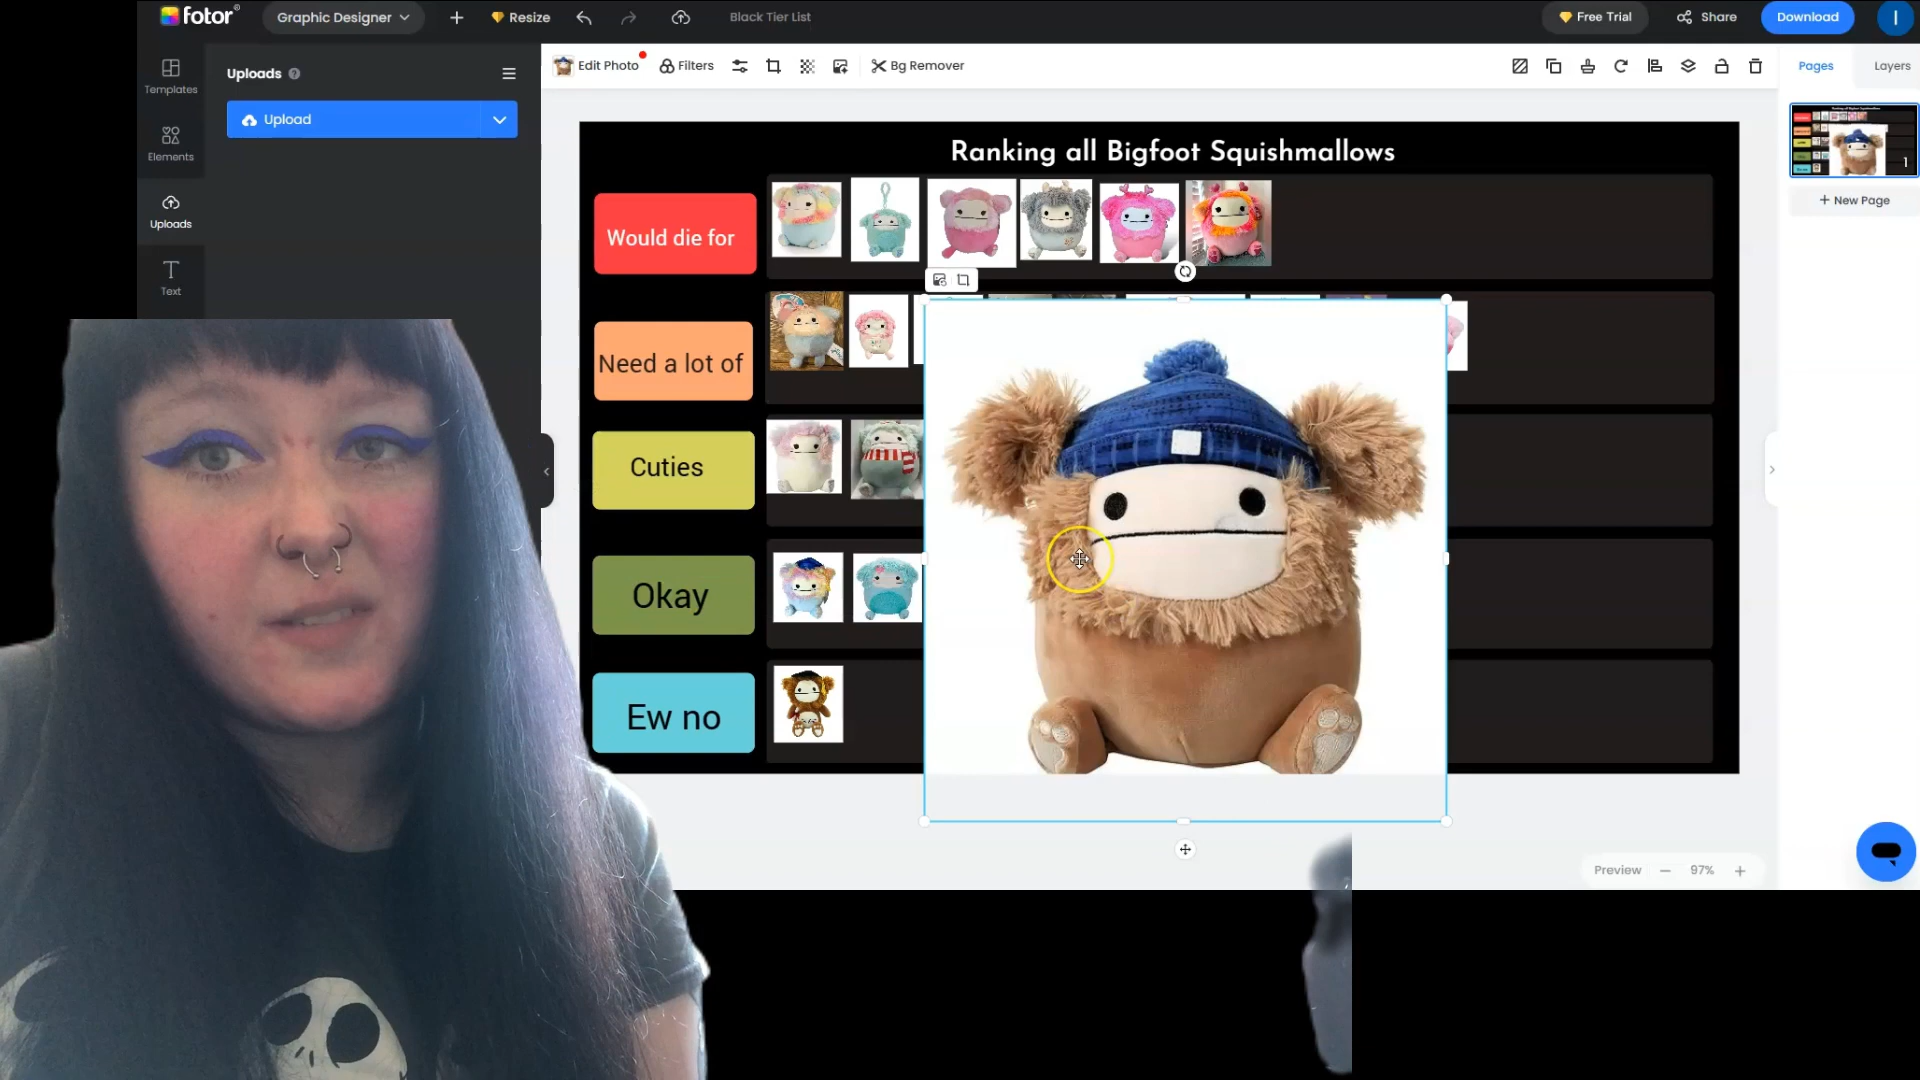 fotor
Graphic Designer
Resize
Black Tier List
Free Trial
Share
Download
I
Templates
Elements
Uploads
Text
Uploads
Upload
Edit Photo
Filters
Bg Remover
Pages
Layers
1
+ New Page
Ranking all Bigfoot Squishmallows
Would die for
Need a lot of
Cuties
Okay
Ew no
Preview
97%